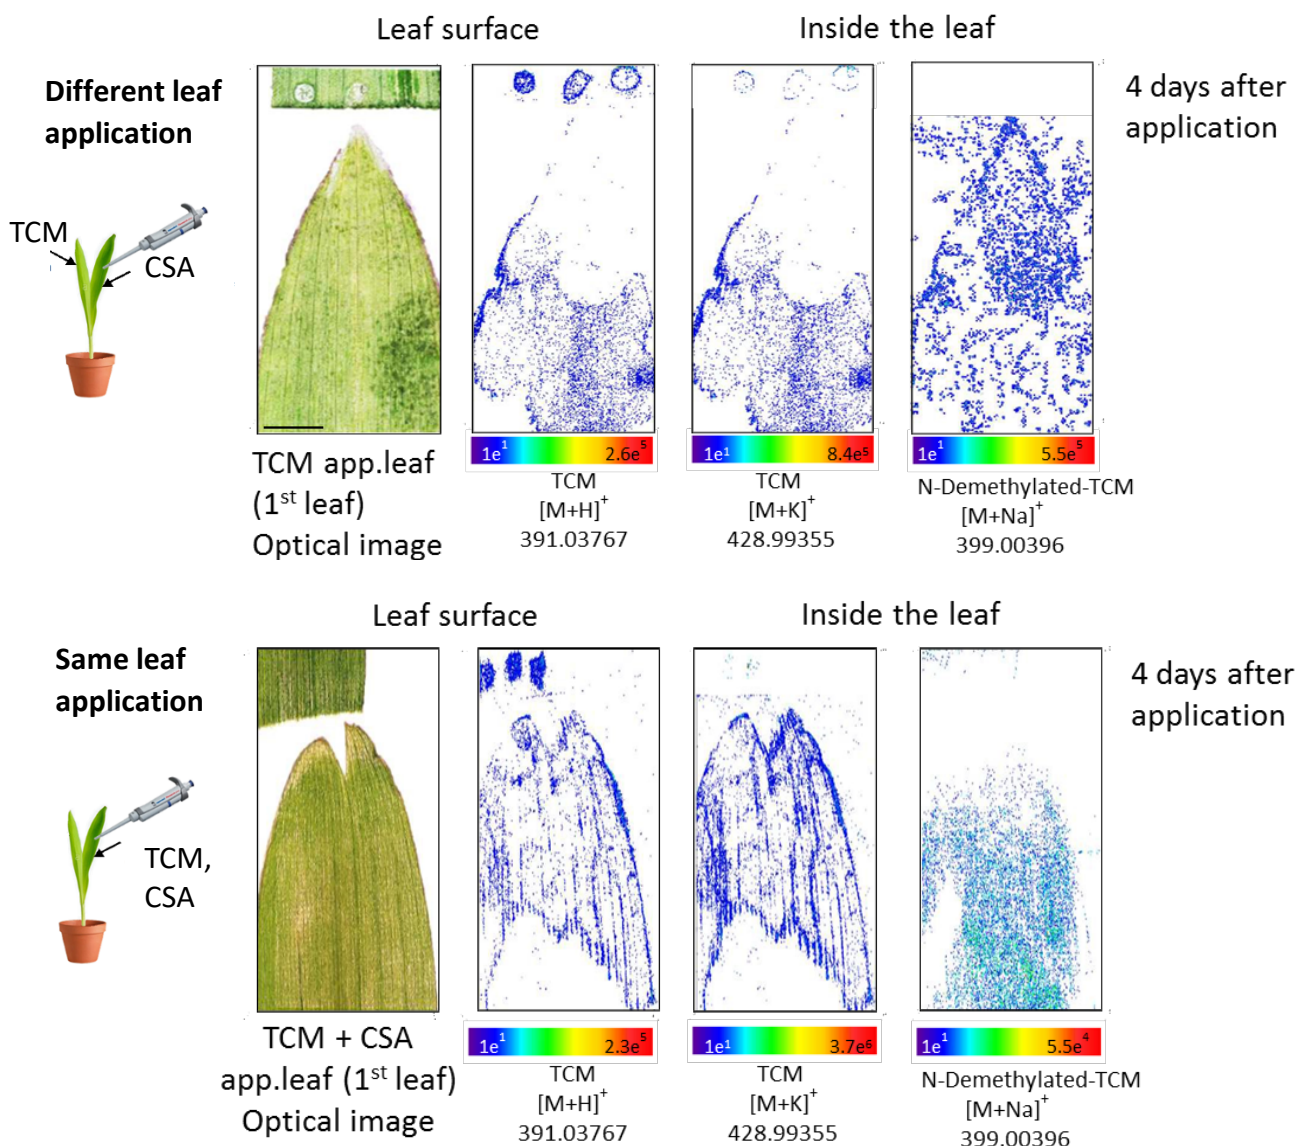 Leaf surface
Inside the leaf
Different leaf
application
4 days after
application
TCM
CSA
1e¹ 2.6e⁵
1e¹ 8.4e⁵
1e¹ 5.5e⁵
TCM app.leaf
(1ˢᵗ leaf)
Optical image
TCM
[M+H]⁺
391.03767
TCM
[M+K]⁺
428.99355
N-Demethylated-TCM
[M+Na]⁺
399.00396
Leaf surface
Inside the leaf
Same leaf
application
4 days after
application
TCM,
CSA
1e¹ 2.3e⁵
1e¹ 3.7e⁶
1e¹ 5.5e⁴
TCM + CSA
app.leaf (1ˢᵗ leaf)
Optical image
TCM
[M+H]⁺
391.03767
TCM
[M+K]⁺
428.99355
N-Demethylated-TCM
[M+Na]⁺
399.00396